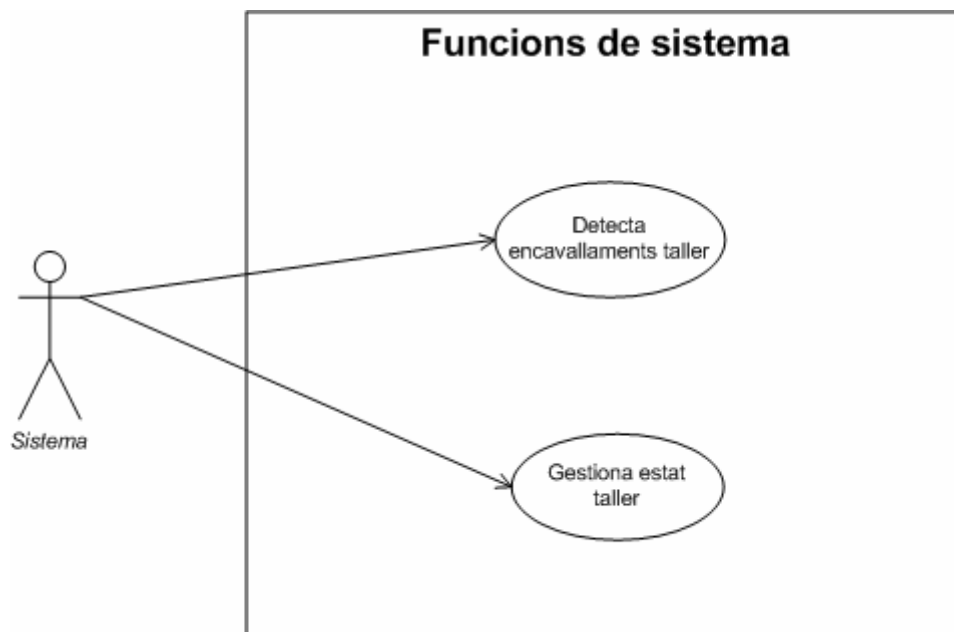 Funcions de sistema
Detecta
encavallaments taller
Sistema
Gestiona estat
taller